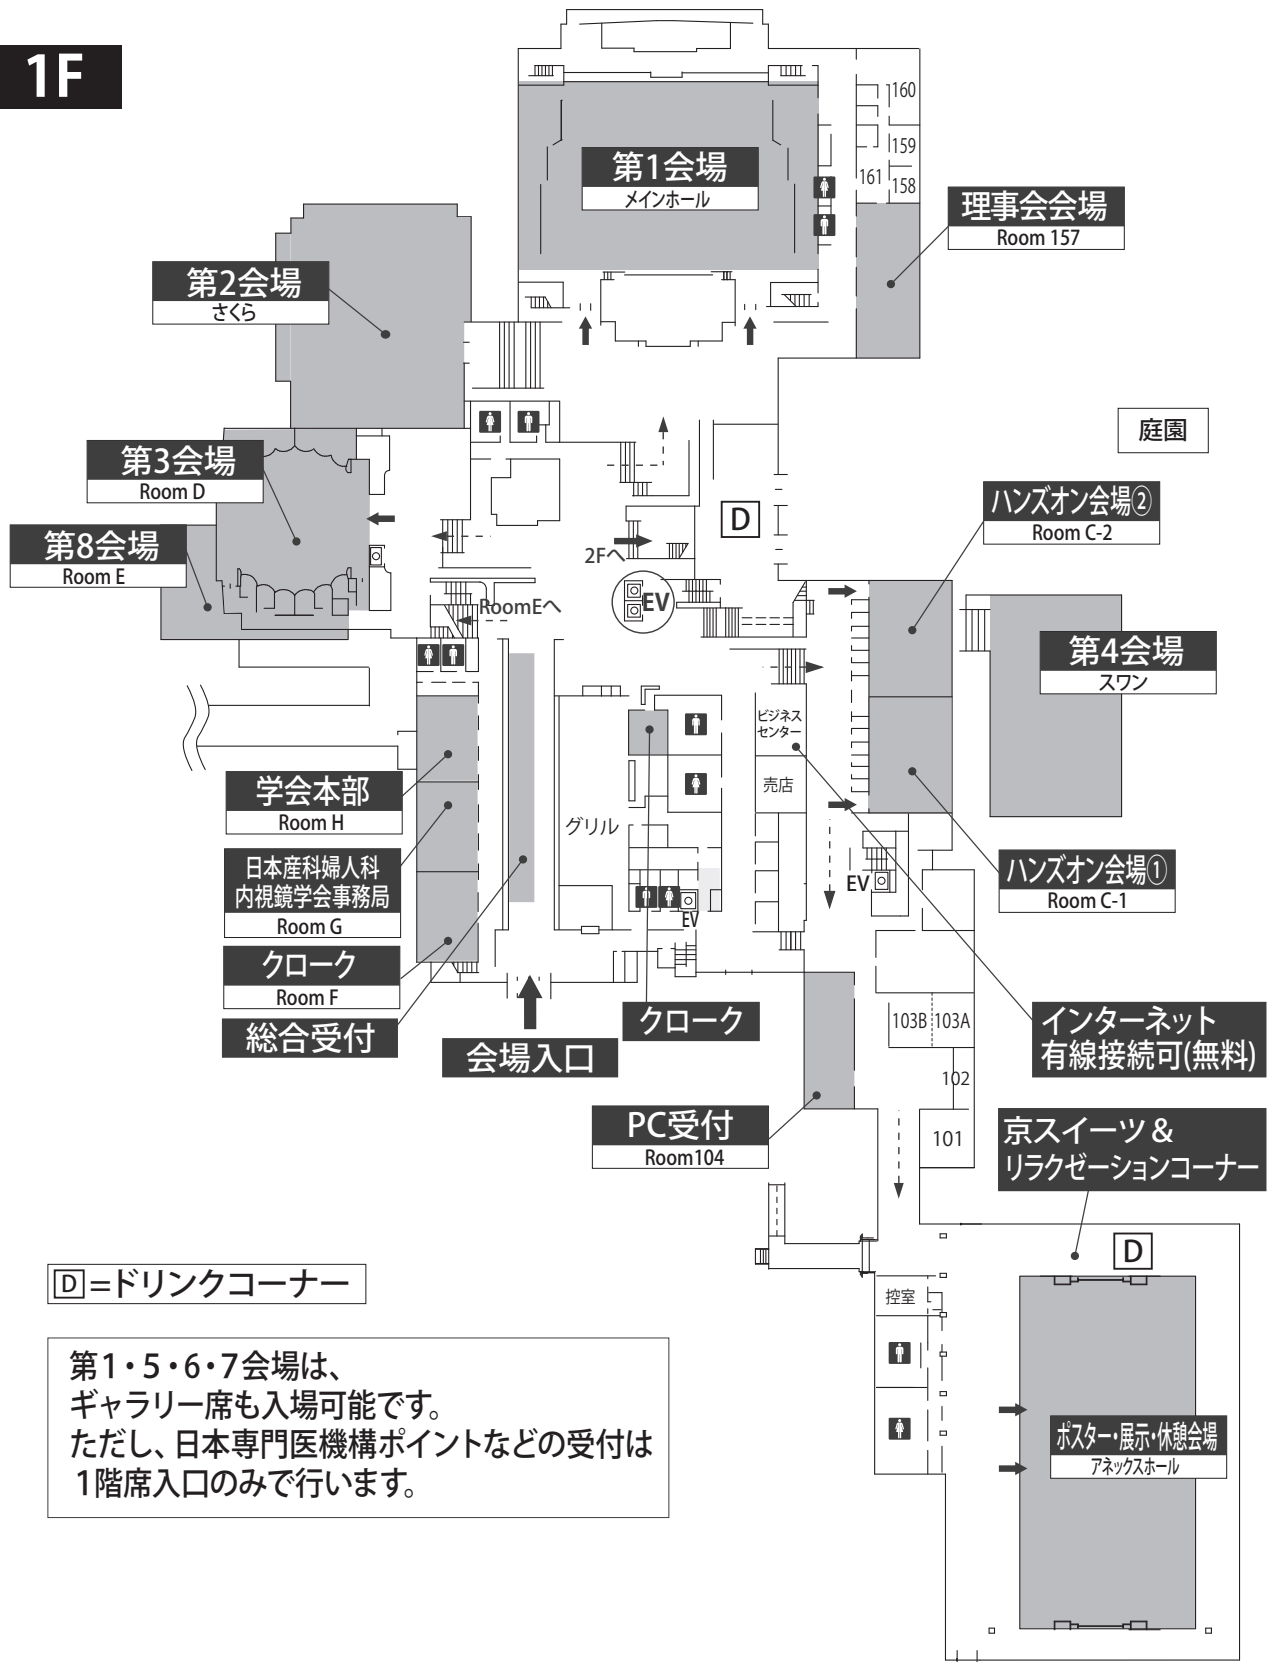 1F
第1会場
メインホール
160
159
161
158
理事会会場
Room 157
第2会場
さくら
庭園
第3会場
Room D
第8会場
Room E
D
2Fへ
EV
RoomEへ
ハンズオン会場②
Room C-2
第4会場
スワン
ビジネス
センター
売店
グリル
学会本部
Room H
日本産科婦人科
内視鏡学会事務局
Room G
クローク
Room F
総合受付
会場入口
クローク
EV
EV
ハンズオン会場①
Room C-1
103B
103A
102
101
インターネット
有線接続可(無料)
PC受付
Room104
京スイーツ&
リラクゼーションコーナー
D
控室
ポスター・展示・休憩会場
アネックスホール
D=ドリンクコーナー
第1・5・6・7会場は、
ギャラリー席も入場可能です。
ただし、日本専門医機構ポイントなどの受付は
1階席入口のみで行います。